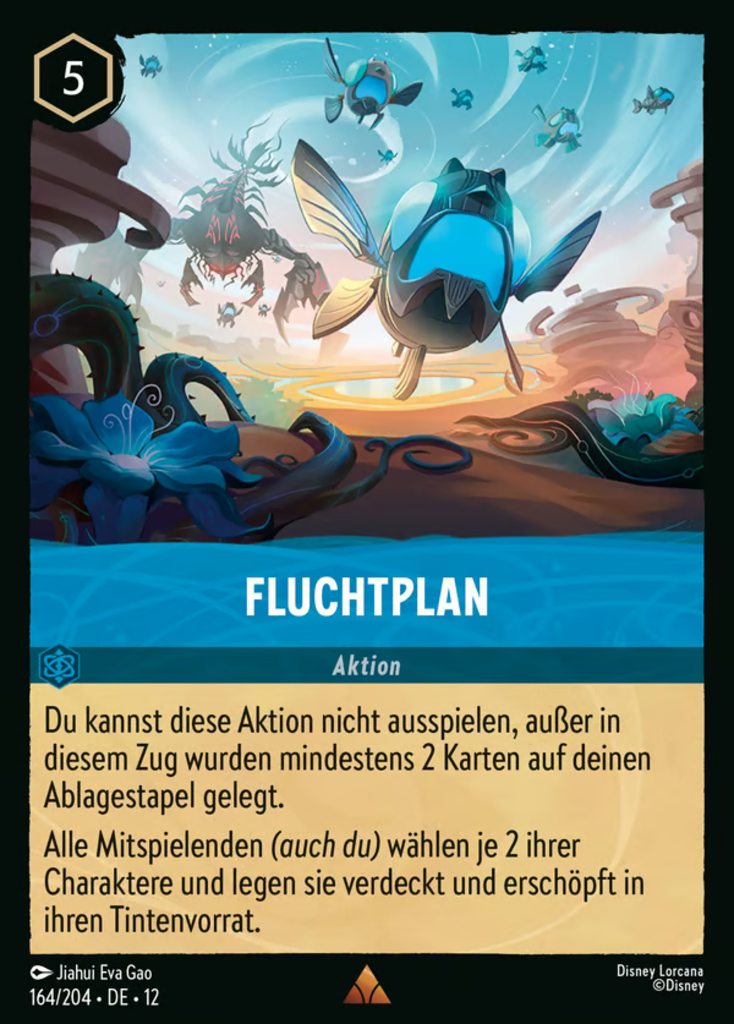 5
FLUCHTPLAN
Aktion
Du kannst diese Aktion nicht ausspielen, außer in
diesem Zug wurden mindestens 2 Karten auf deinen
Ablagestapel gelegt.
Alle Mitspielenden (auch du) wählen je 2 ihrer
Charaktere und legen sie verdeckt und erschöpft in
ihren Tintenvorrat.
Jiahui Eva Gao
164/204 • DE • 12
Disney Lorcana
©Disney